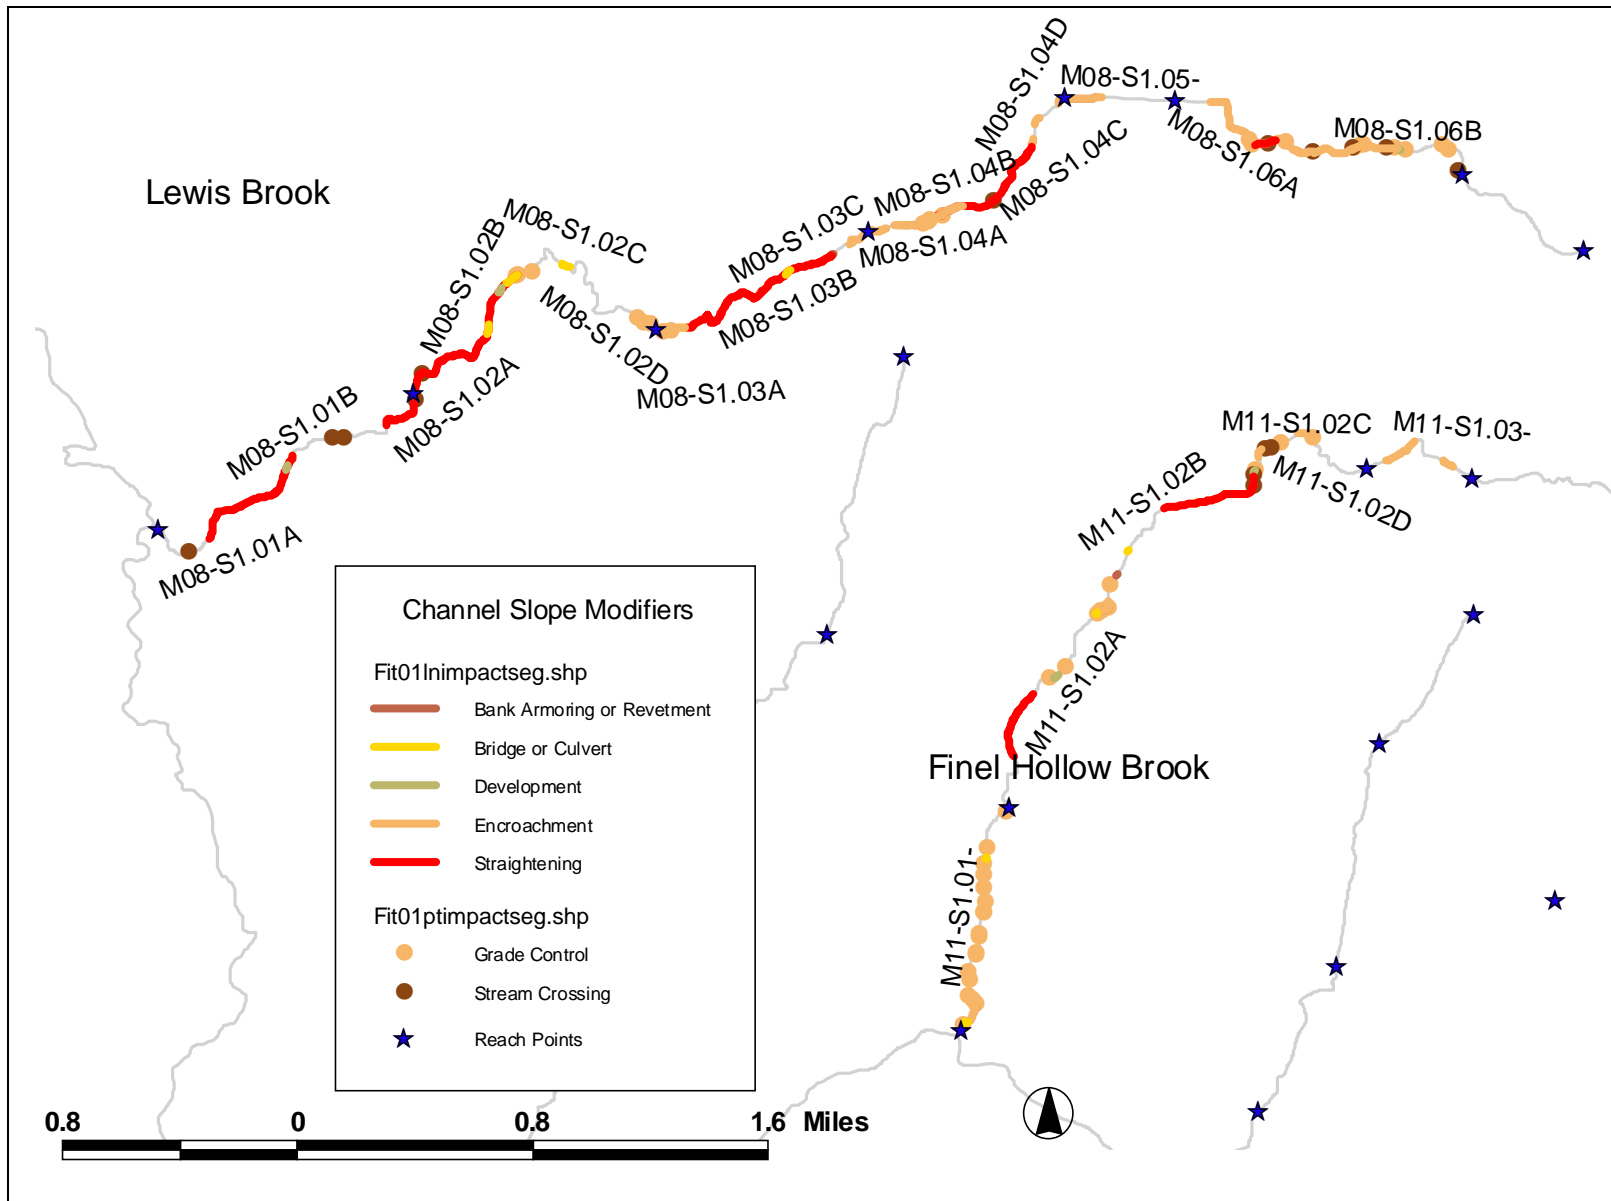 M08-S1.04D
M08-S1.05-
M08-S1.06B
M08-S1.06A
M08-S1.04C
M08-S1.04B
Lewis Brook
M08-S1.02C
M08-S1.02B
M08-S1.03C
M08-S1.04A
M08-S1.03B
M08-S1.02D
M08-S1.03A
M08-S1.02A
M08-S1.01B
M08-S1.01A
M11-S1.02C
M11-S1.03-
M11-S1.02B
M11-S1.02D
M11-S1.02A
Finel Hollow Brook
M11-S1.01-
Channel Slope Modifiers
Fit01lnimpactseg.shp
Bank Armoring or Revetment
Bridge or Culvert
Development
Encroachment
Straightening
Fit01ptimpactseg.shp
Grade Control
Stream Crossing
Reach Points
0.8 0 0.8 1.6 Miles